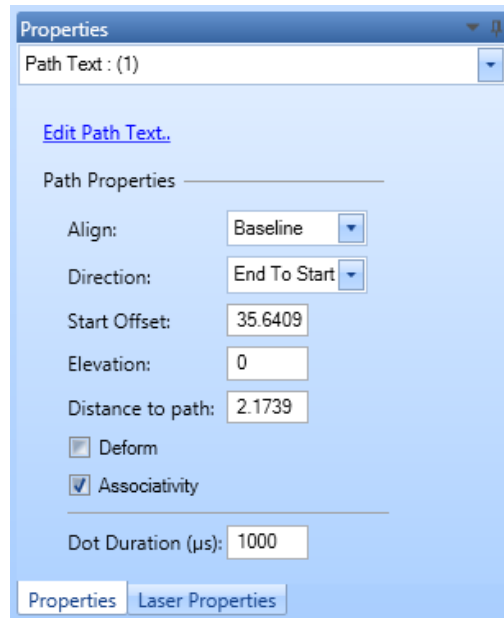 Properties
Path Text : (1)
Edit Path Text..
Path Properties
Align: Baseline
Direction: End To Start
Start Offset: 35.6409
Elevation: 0
Distance to path: 2.1739
Deform
Associativity
Dot Duration (µs): 1000
Properties Laser Properties